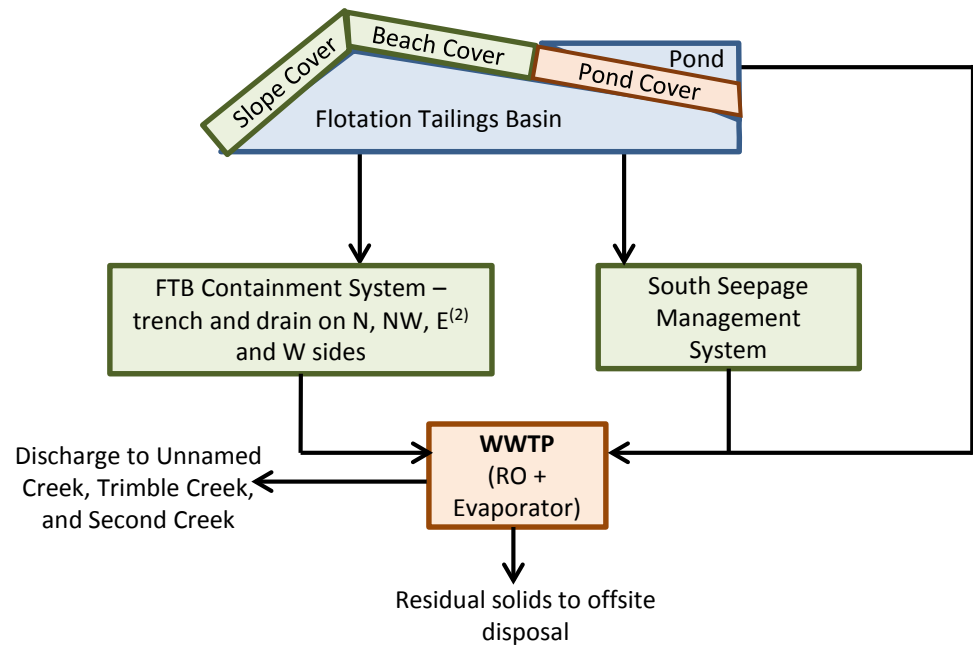 Slope Cover
Beach Cover
Pond Cover
Pond
Flotation Tailings Basin
FTB Containment System –
trench and drain on N, NW, E(2)
and W sides
South Seepage
Management
System
WWTP
(RO +
Evaporator)
Discharge to Unnamed
Creek, Trimble Creek,
and Second Creek
Residual solids to offsite
disposal